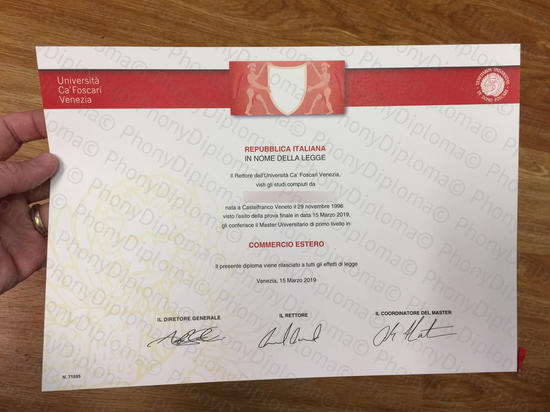 Università
Ca' Foscari
Venezia
REPUBBLICA ITALIANA
IN NOME DELLA LEGGE
Il Rettore dell'Università Ca' Foscari Venezia,
visti gli studi compiuti da
nata a Castelfranco Veneto il 29 novembre 1996
visto l'esito della prova finale in data 15 Marzo 2019,
gli conferisce il Master Universitario di primo livello in
COMMERCIO ESTERO
Il presente diploma viene rilasciato a tutti gli effetti di legge
Venezia, 15 Marzo 2019
IL DIRETORE GENERALE
IL RETTORE
IL COORDINATORE DEL MASTER
N. 71595
PhonyDiploma©